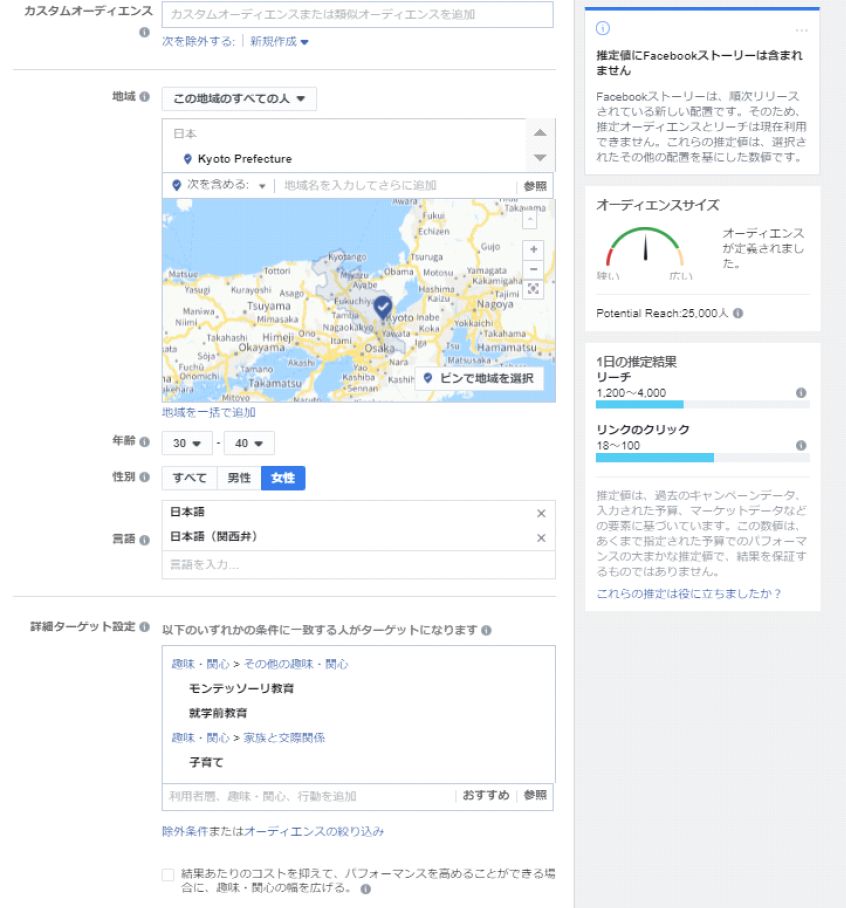 カスタムオーディエンス
カスタムオーディエンスまたは類似オーディエンスを追加
次を除外する: 新規作成
地域 この地域のすべての人
日本
Kyoto Prefecture
次を含める: 地域名を入力してさらに追加 参照
Awara
Takayama
Fukui
Echizen
Gujo
Kyotango
Tsuruga
Matsue
Tottori
Miyazu
Obama
Motosu
Yamagata
Yasugi
Kurayoshi
Asago
Ayabe
Kakamigaha
Hashima
Tajimi
Fukuchiy
Kaizu
Nagoya
Maniwa
Tsuyama
Tamba
Kyoto
Inabe
Niimi
Mimasaka
Nagaokakyo
Yokkaichi
Takahashi
Himeji
Ono
Yawata
Koka
Takahama
Okayama
Itami
Osaka
Iga
Tsu
Hamamatsu
Sōja
Akashi
Nara
Matsusaka
Fuchū
Tamano
Yao
Onomichi
Takamatsu
Kashiba
Kashih
akehara
Sennan
Mitoyo
Naruto
ピンで地域を選択
地域を一括で追加
年齢 30 - 40
性別 すべて 男性 女性
言語
日本語
日本語（関西弁）
言語を入力...
詳細ターゲット設定 以下のいずれかの条件に一致する人がターゲットになります
趣味・関心 > その他の趣味・関心
モンテッソーリ教育
就学前教育
趣味・関心 > 家族と交際関係
子育て
利用者層、趣味・関心、行動を追加 おすすめ 参照
除外条件またはオーディエンスの絞り込み
結果あたりのコストを抑えて、パフォーマンスを高めることができる場
合に、趣味・関心の幅を広げる。
推定値にFacebookストーリーは含まれ
ません
Facebookストーリーは、順次リリース
されている新しい配置です。そのため、
推定オーディエンスとリーチは現在利用
できません。これらの推定値は、選択さ
れたその他の配置を基にした数値です。
オーディエンスサイズ
狭い 広い
オーディエンス
が定義されまし
た。
Potential Reach:25,000人
1日の推定結果
リーチ
1,200～4,000
リンクのクリック
18～100
推定値は、過去のキャンペーンデータ、
入力された予算、マーケットデータなど
の要素に基づいています。この数値は、
あくまで指定された予算でのパフォーマ
ンスの大まかな推定値で、結果を保証す
るものではありません。
これらの推定は役に立ちましたか？